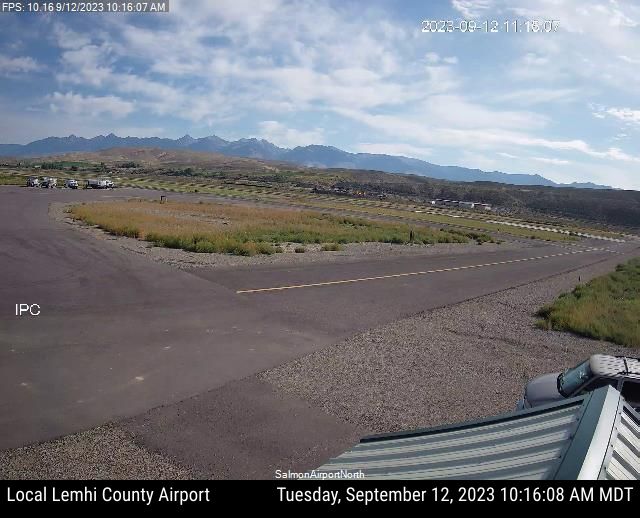 FPS: 10.16 9/12/2023 10:16:07 AM
2023-09-12 11:15:07
IPC
SalmonAirportNorth
Local Lemhi County Airport Tuesday, September 12, 2023 10:16:08 AM MDT